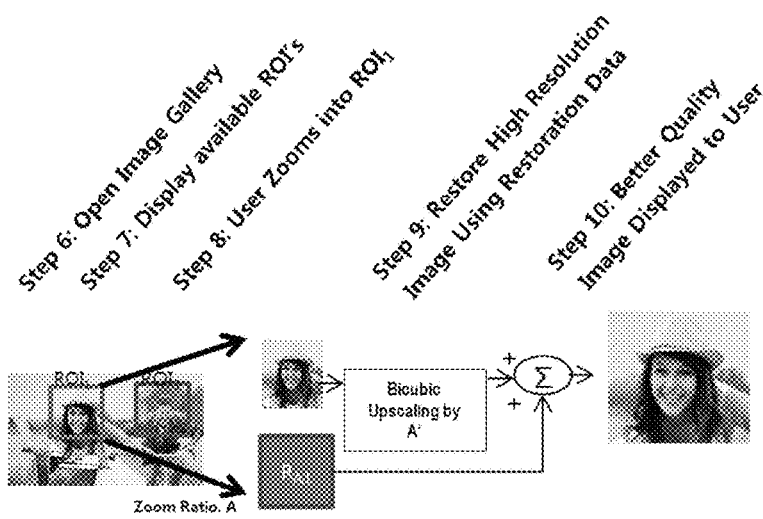 Step 6: Open Image Gallery
Step 7: Display available ROI's
Step 8: User Zooms into ROI₁
Step 9: Restore High Resolution
Image Using Restoration Data
Step 10: Better Quality
Image Displayed to User
ROI
ROI
Bicubic
Upscaling by
+
+
Σ
Zoom Ratio. A